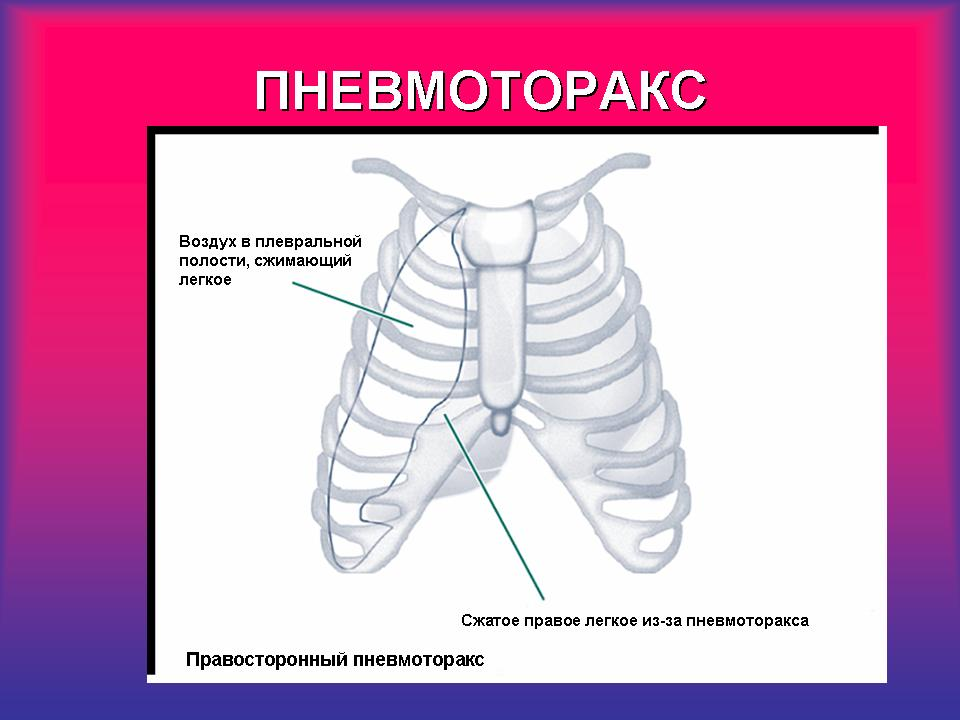 ПНЕВМОТОРАКС
Воздух в плевральной
полости, сжимающий
легкое
Сжатое правое легкое из-за пневмоторакса
Правосторонный пневмоторакс